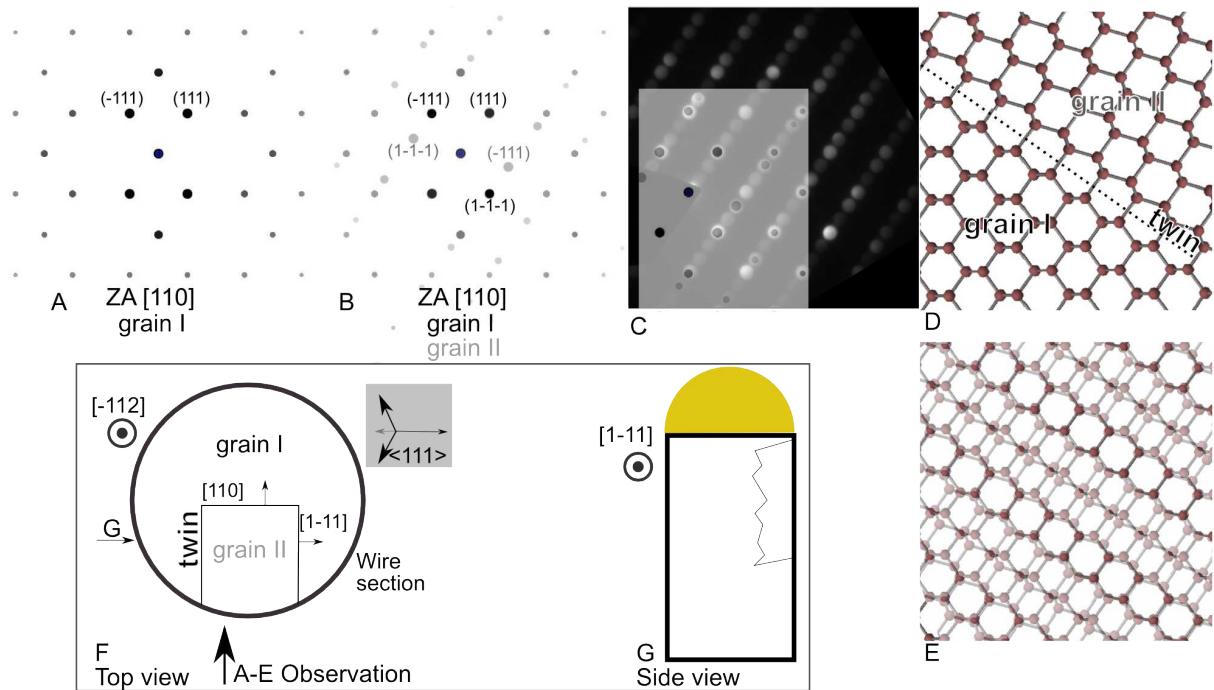 (-111) (111)
A
ZA [110]
grain I
(-111) (111)
(1-1-1)
(-111)
(1-1-1)
B
ZA [110]
grain I
grain II
C
grain II
grain I
twin
D
E
[-112]
grain I
<111>
[110]
G
twin
grain II
[1-11]
Wire
section
F
Top view
A-E Observation
[1-11]
G
Side view